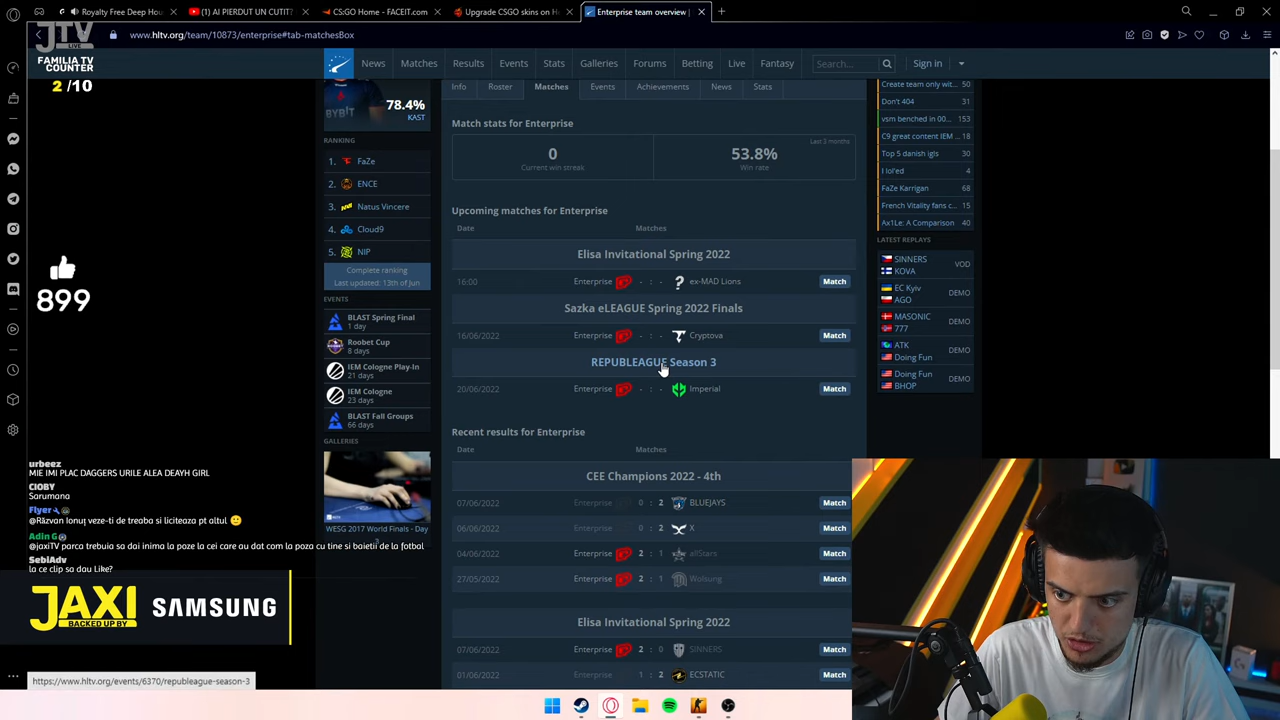 Royalty Free Deep Hou
(1) AI PIERDUT UN CUTIT?
CS:GO Home - FACEIT.com
Upgrade CSGO skins on H
Enterprise team overview |
www.hltv.org/team/10873/enterprise#tab-matchesBox
JTV
LIVE
FAMILIA TV
COUNTER
2 /10
899
News
Matches
Results
Events
Stats
Galleries
Forums
Betting
Live
Fantasy
Search...
Sign in
BYBIT
78.4%
KAST
RANKING
1. FaZe
2. ENCE
3. Natus Vincere
4. Cloud9
5. NIP
Complete ranking
Last updated: 13th of Jun
EVENTS
BLAST Spring Final
1 day
Roobet Cup
8 days
IEM Cologne Play-In
21 days
IEM Cologne
23 days
BLAST Fall Groups
66 days
GALLERIES
WESG 2017 World Finals - Day
Info
Roster
Matches
Events
Achievements
News
Stats
Match stats for Enterprise
Last 3 months
0
Current win streak
53.8%
Win rate
Upcoming matches for Enterprise
Date Matches
Elisa Invitational Spring 2022
16:00 Enterprise - : - ex-MAD Lions Match
Sazka eLEAGUE Spring 2022 Finals
16/06/2022 Enterprise - : - Cryptova Match
REPUBLEAGUE Season 3
20/06/2022 Enterprise - : - Imperial Match
Recent results for Enterprise
Date Matches
CEE Champions 2022 - 4th
07/06/2022 Enterprise 0 : 2 BLUEJAYS Match
06/06/2022 Enterprise 0 : 2 X Match
04/06/2022 Enterprise 2 : 1 allStars Match
27/05/2022 Enterprise 2 : 1 Wolsung Match
Elisa Invitational Spring 2022
07/06/2022 Enterprise 2 : 0 SINNERS Match
01/06/2022 Enterprise 1 : 2 ECSTATIC Match
Create team only wit... 50
Don't 404 31
vsm benched in 00... 153
C9 great content IEM ... 18
Top 5 danish igls 30
I lol'ed 4
FaZe Karrigan 68
French Vitality fans c... 15
Ax1Le: A Comparison 40
LATEST REPLAYS
SINNERS
KOVA
VOD
EC Kyiv
AGO
DEMO
MASONIC
777
DEMO
ATK
Doing Fun
DEMO
Doing Fun
BHOP
DEMO
urbeez
MIE IMI PLAC DAGGERS URILE ALEA DEAYH GIRL
CIOBY
Sarumana
Flyer
@Răzvan Ionuț veze-ti de treaba si liciteaza pt altul
Adin G
@jaxiTV parca trebuia sa dai inima la poze la cei care au dat com la poza cu tine si baietii de la fotbal
SeblAdv
la ce clip sa dau Like?
JAXI
BACKED UP BY
SAMSUNG
https://www.hltv.org/events/6370/republeague-season-3